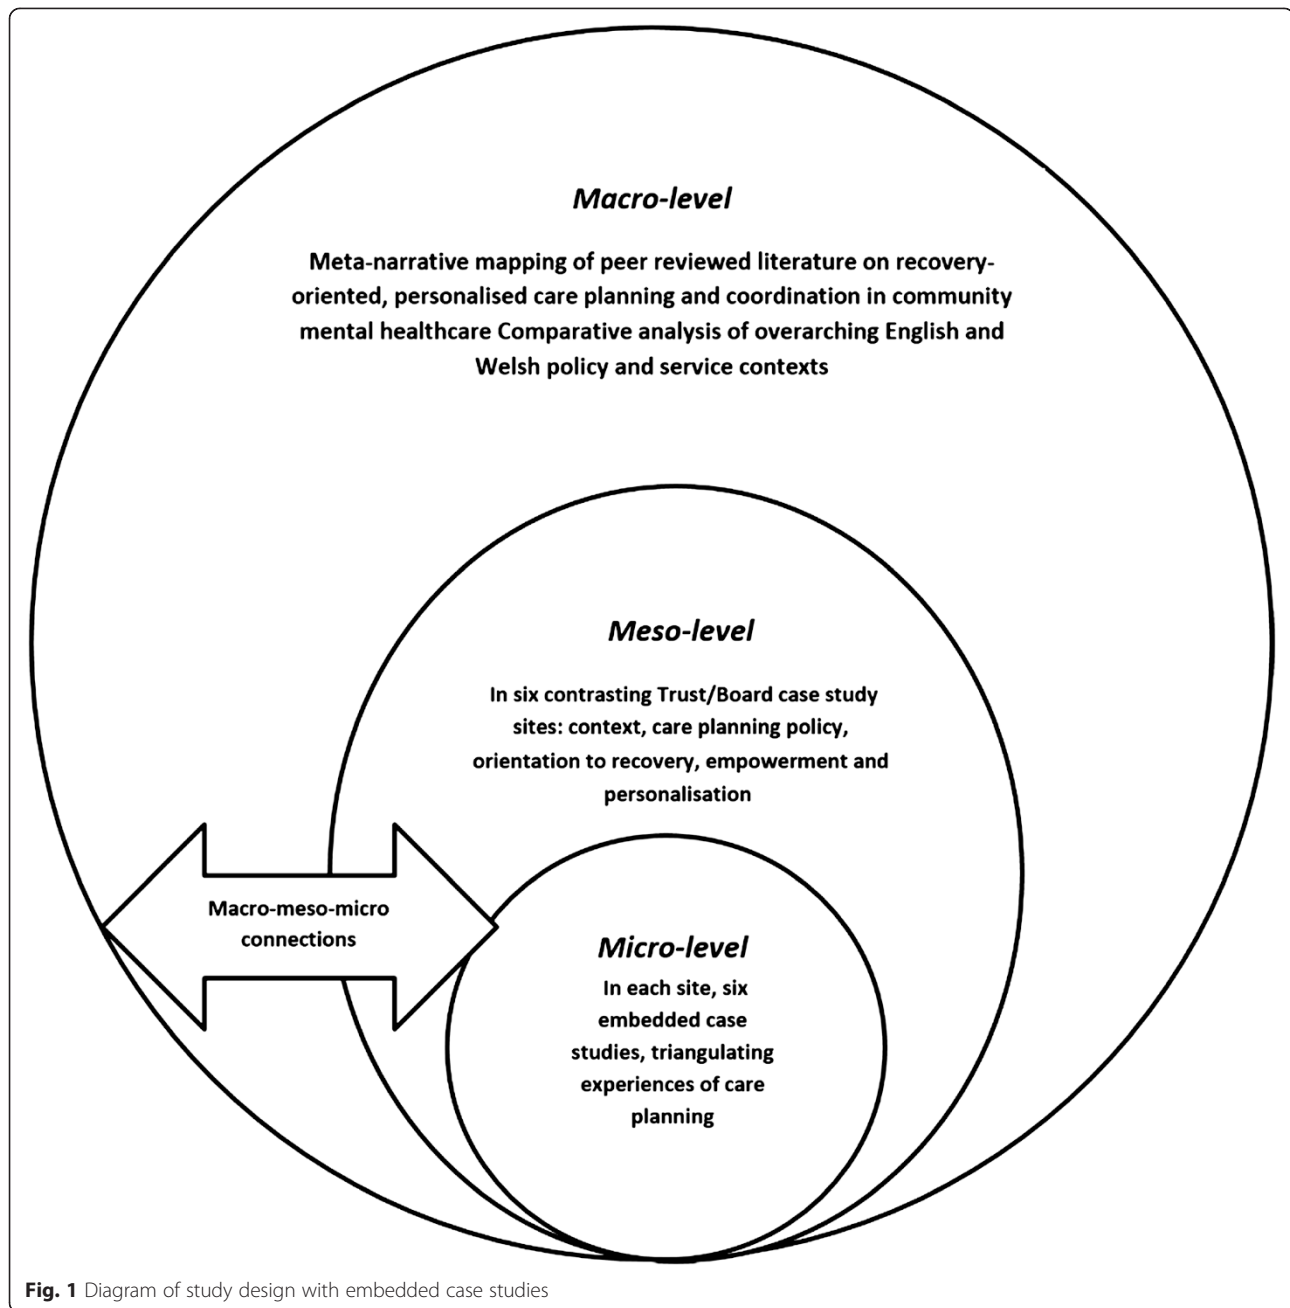 Macro-level
Meta-narrative mapping of peer reviewed literature on recovery-
oriented, personalised care planning and coordination in community
mental healthcare Comparative analysis of overarching English and
Welsh policy and service contexts
Meso-level
In six contrasting Trust/Board case study
sites: context, care planning policy,
orientation to recovery, empowerment and
personalisation
Macro-meso-micro
connections
Micro-level
In each site, six
embedded case
studies, triangulating
experiences of care
planning
Fig. 1 Diagram of study design with embedded case studies